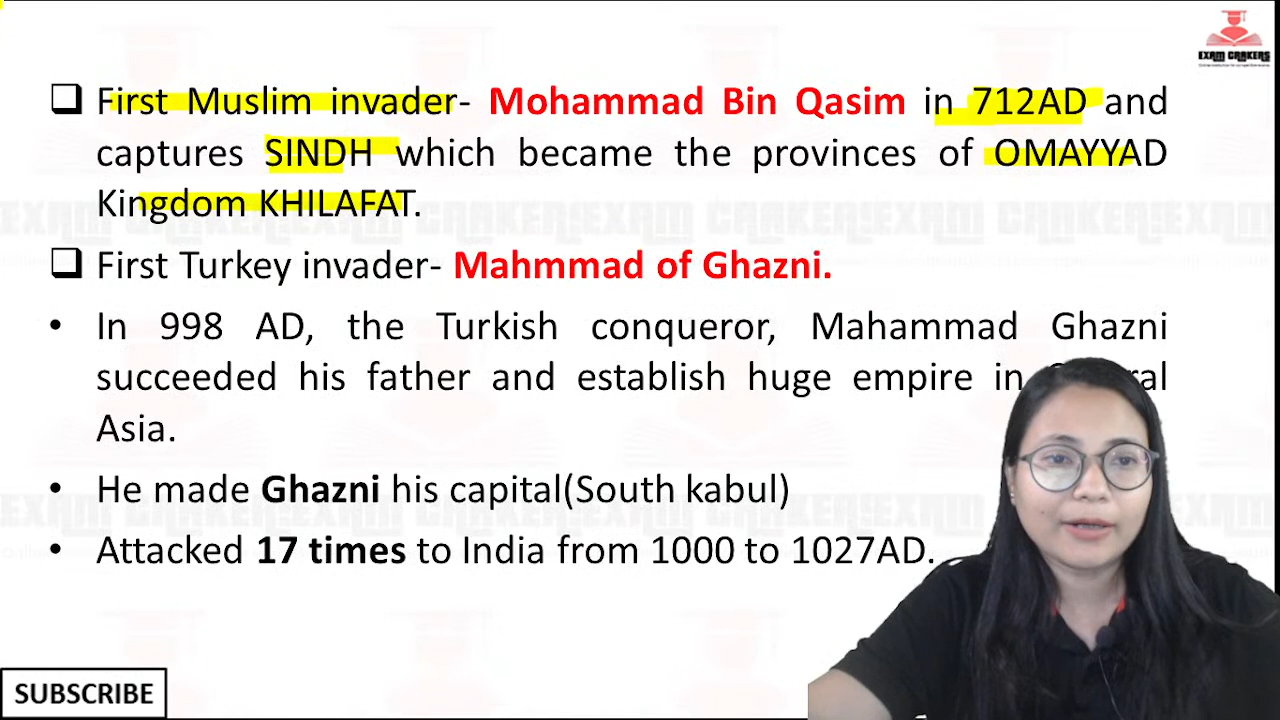 EXAM CRAKERS
❑ First Muslim invader- Mohammad Bin Qasim in 712AD and
captures SINDH which became the provinces of OMAYYAD
Kingdom KHILAFAT.
❑ First Turkey invader- Mahmmad of Ghazni.
• In 998 AD, the Turkish conqueror, Mahammad Ghazni
succeeded his father and establish huge empire in
Asia.
• He made Ghazni his capital(South kabul)
• Attacked 17 times to India from 1000 to 1027AD.
SUBSCRIBE